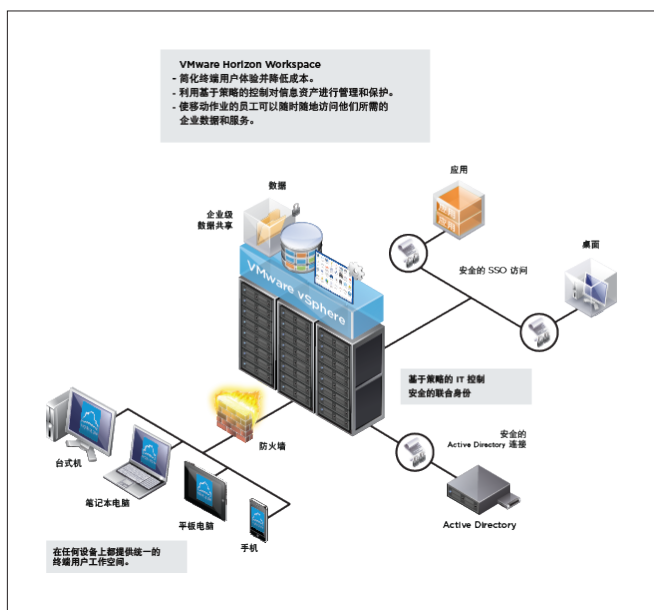 VMware Horizon Workspace
- 简化终端用户体验并降低成本。
- 利用基于策略的控制对信息资产进行管理和保护。
- 使移动作业的员工可以随时随地访问他们所需的
企业数据和服务。
应用
数据
企业级
数据共享
桌面
安全的 SSO 访问
VMware vSphere
基于策略的 IT 控制
安全的联合身份
防火墙
安全的
Active Directory 连接
台式机
笔记本电脑
平板电脑
手机
Active Directory
在任何设备上都提供统一的
终端用户工作空间。